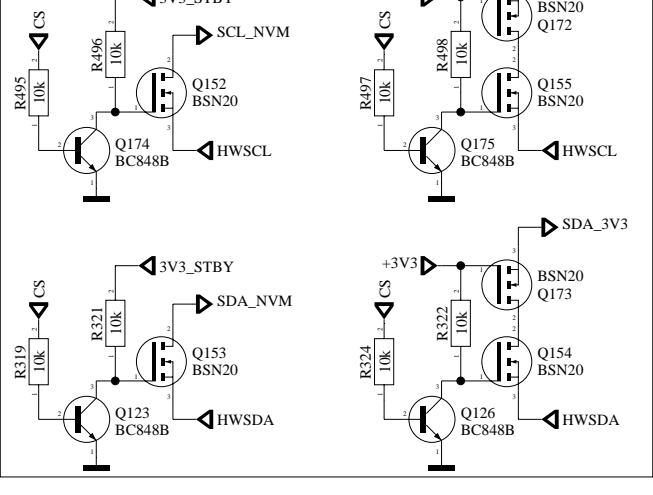 3V3_STBY
CS
R495
10k
R496
10k
SCL_NVM
Q152
BSN20
Q174
BC848B
HWSCL
CS
R497
10k
R498
10k
BSN20
Q172
Q155
BSN20
Q175
BC848B
HWSCL
3V3_STBY
CS
R319
10k
R321
10k
SDA_NVM
Q153
BSN20
Q123
BC848B
HWSDA
SDA_3V3
+3V3
CS
R324
10k
R322
10k
BSN20
Q173
Q154
BSN20
Q126
BC848B
HWSDA